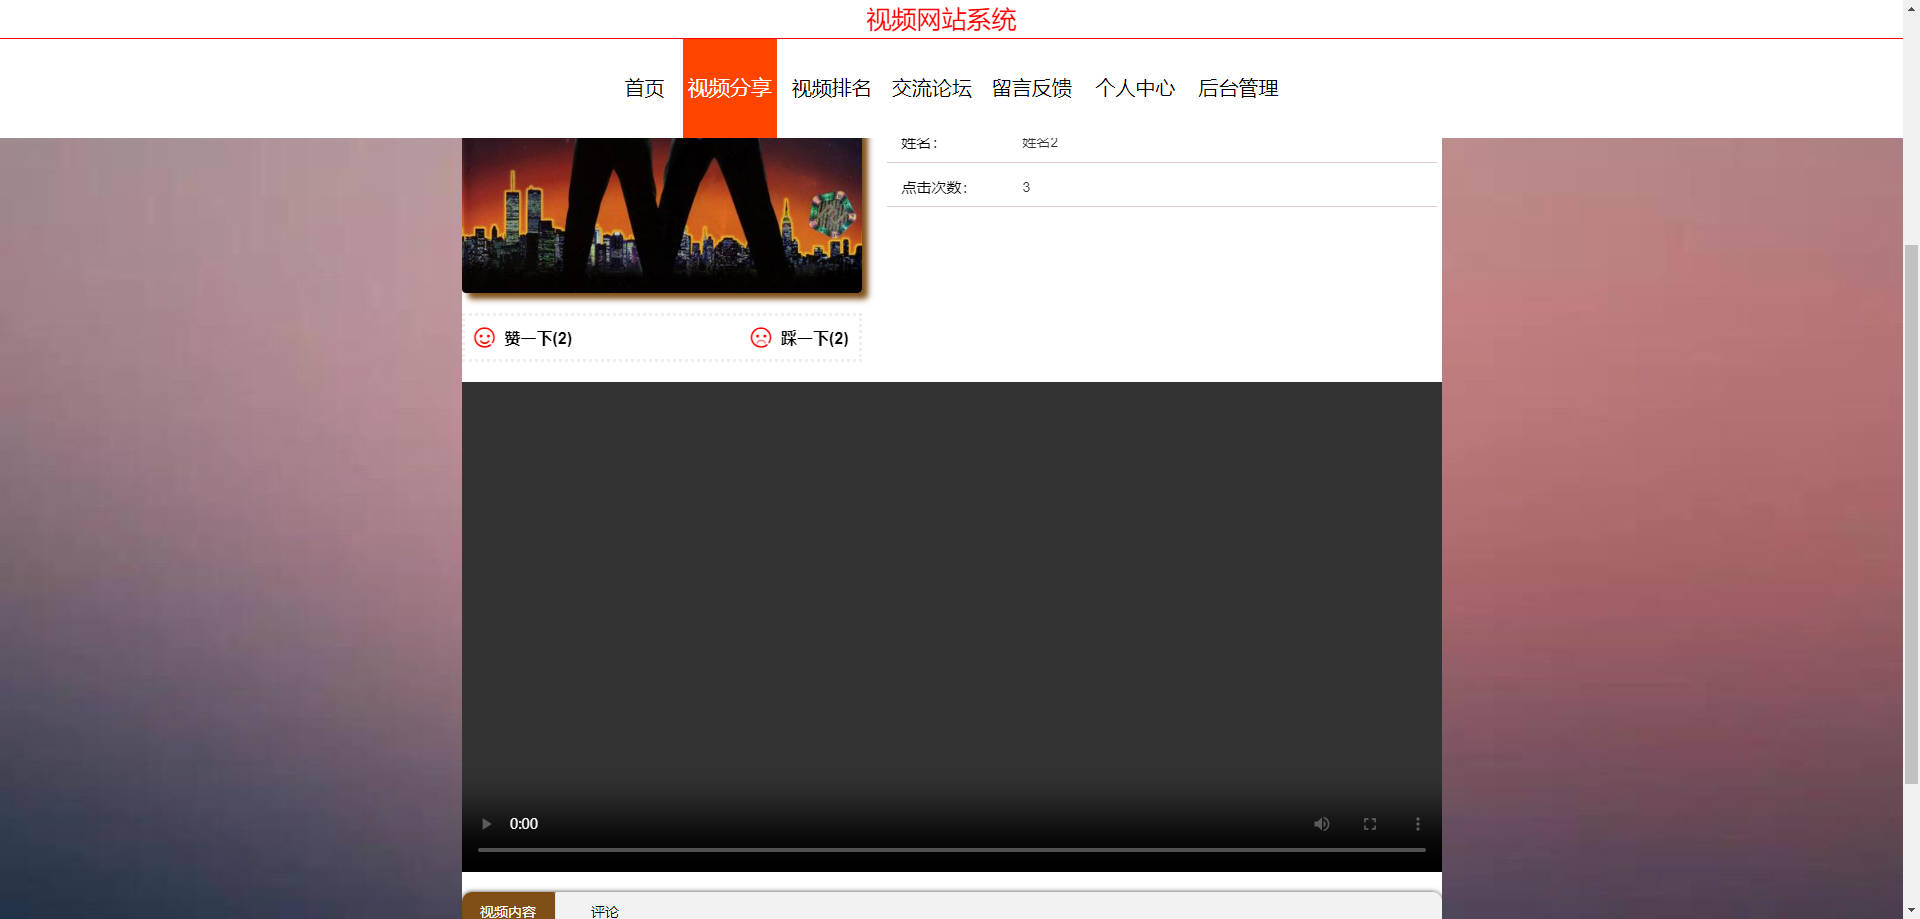 视频网站系统
首页 视频分享 视频排名 交流论坛 留言反馈 个人中心 后台管理
姓名： 姓名2
点击次数： 3
赞一下(2) 踩一下(2)
0:00
视频内容 评论